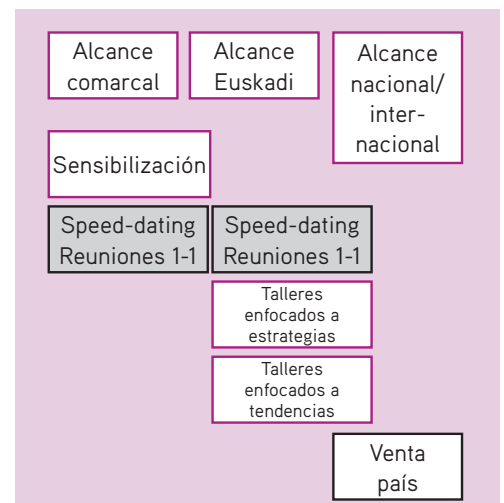 Alcance
comarcal
Alcance
Euskadi
Alcance
nacional/
inter-
nacional
Sensibilización
Speed-dating
Reuniones 1-1
Speed-dating
Reuniones 1-1
Talleres
enfocados a
estrategias
Talleres
enfocados a
tendencias
Venta
país